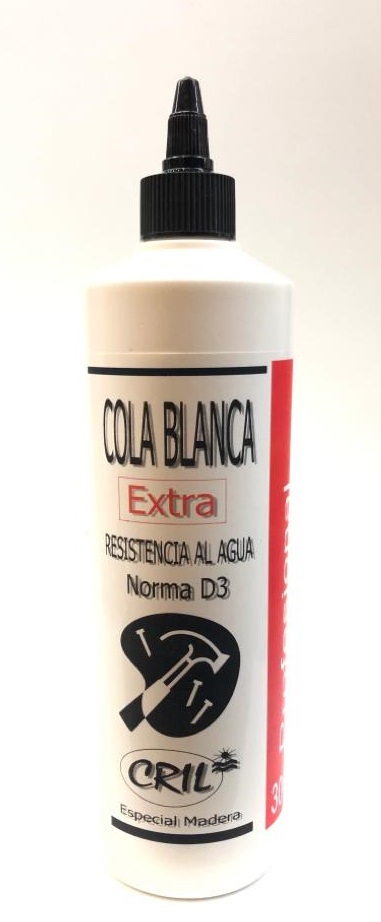 COLA BLANCA
Extra
RESISTENCIA AL AGUA
Norma D3
CRIL
Especial Madera